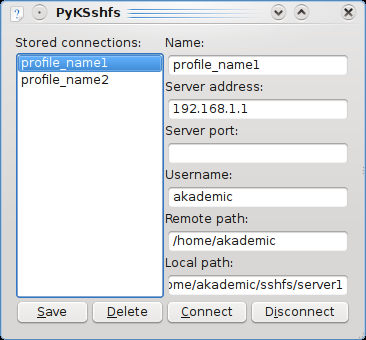 PyKSshfs
Stored connections:
profile_name1
profile_name2
Name:
profile_name1
Server address:
192.168.1.1
Server port:
Username:
akademic
Remote path:
/home/akademic
Local path:
ome/akademic/sshfs/server1
Save
Delete
Connect
Disconnect